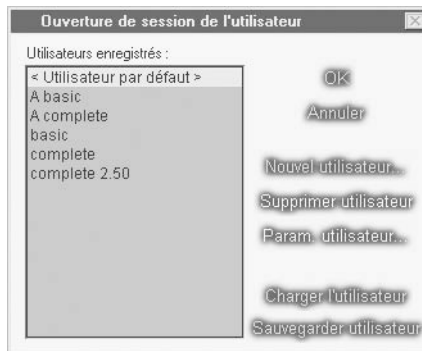 Ouverture de session de l'utilisateur
Utilisateurs enregistrés :
< Utilisateur par défaut >
A basic
A complete
basic
complete
complete 2.50
OK
Annuler
Nouvel utilisateur...
Supprimer utilisateur
Param. utilisateur...
Charger l'utilisateur
Sauvegarder utilisateur